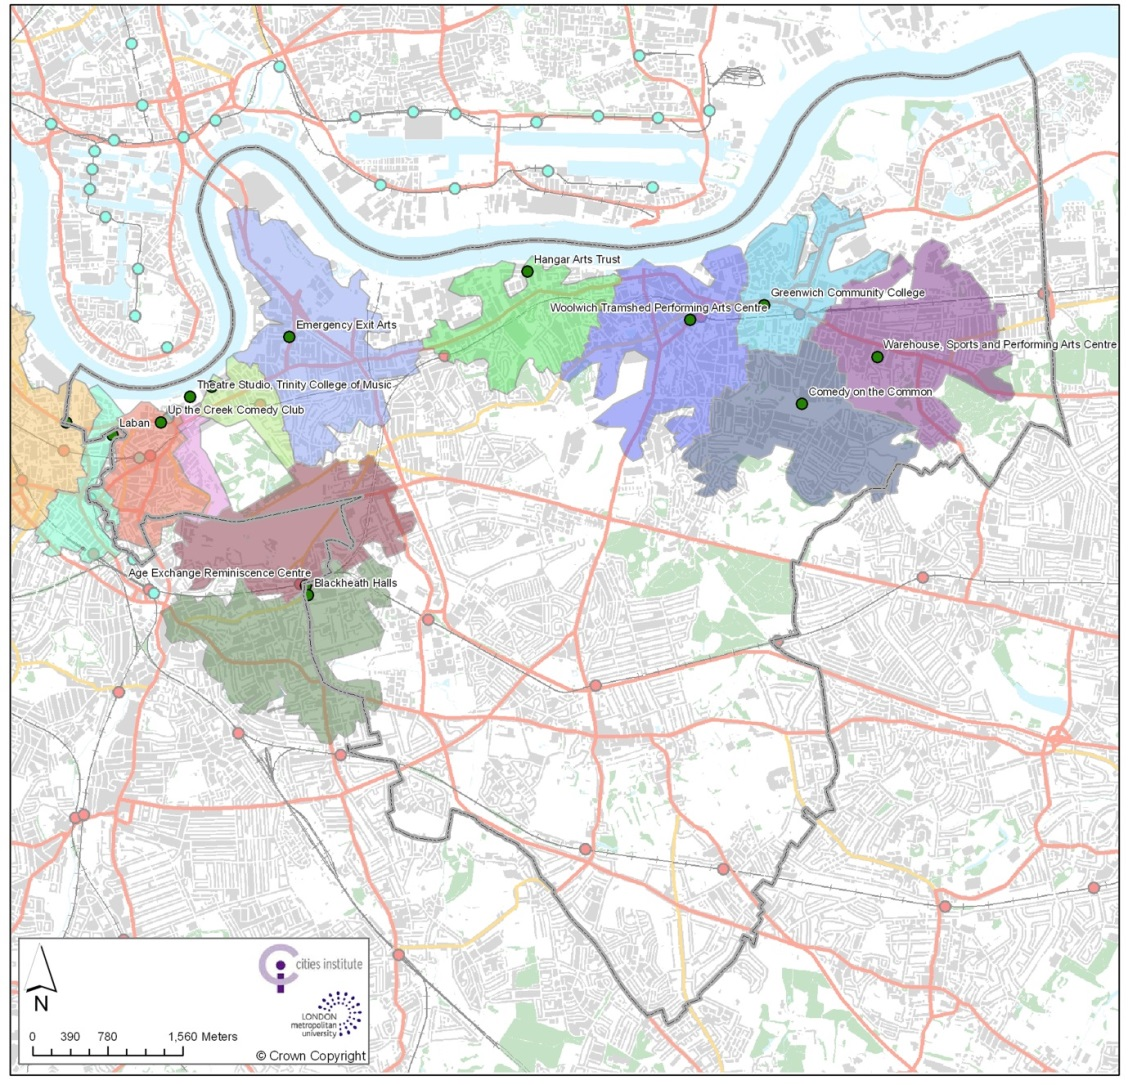 Hangar Arts Trust
Greenwich Community College
Woolwich Tramshed Performing Arts Centre
Emergency Exit Arts
Warehouse, Sports and Performing Arts Centre
Theatre Studio, Trinity College of Music
Comedy on the Common
Up the Creek Comedy Club
Laban
Age Exchange Reminiscence Centre
Blackheath Halls
cities institute
N
LONDON
metropolitan
university
0 390 780 1,560 Meters
© Crown Copyright